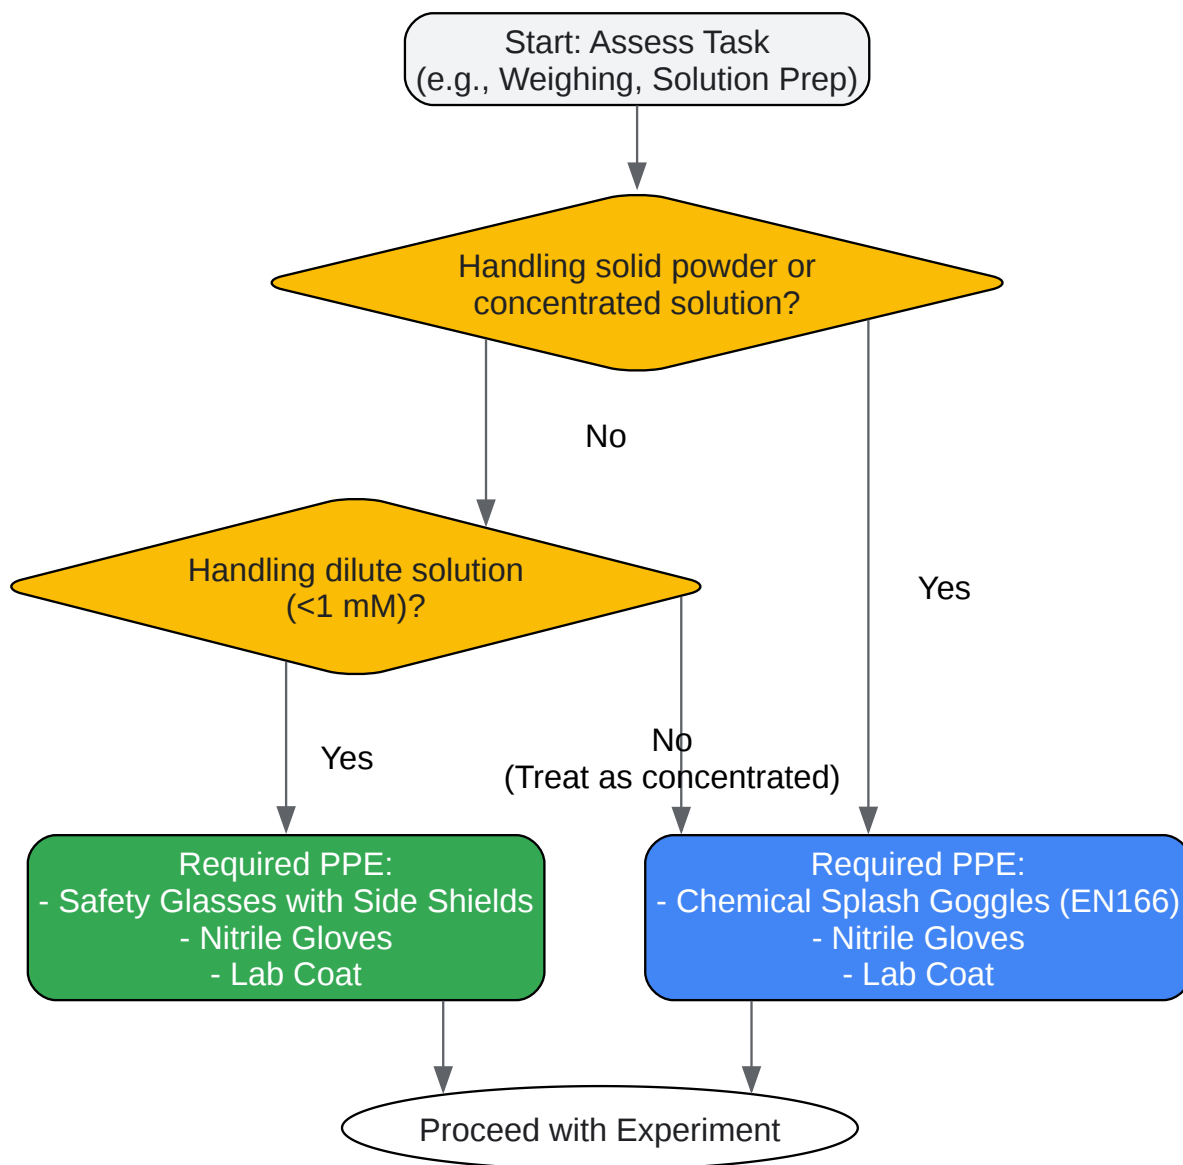 Start: Assess Task
(e.g., Weighing, Solution Prep)
Handling solid powder or
concentrated solution?
No
Handling dilute solution
(<1 mM)?
Yes
Yes
No
(Treat as concentrated)
Required PPE:
- Safety Glasses with Side Shields
- Nitrile Gloves
- Lab Coat
Required PPE:
- Chemical Splash Goggles (EN166)
- Nitrile Gloves
- Lab Coat
Proceed with Experiment